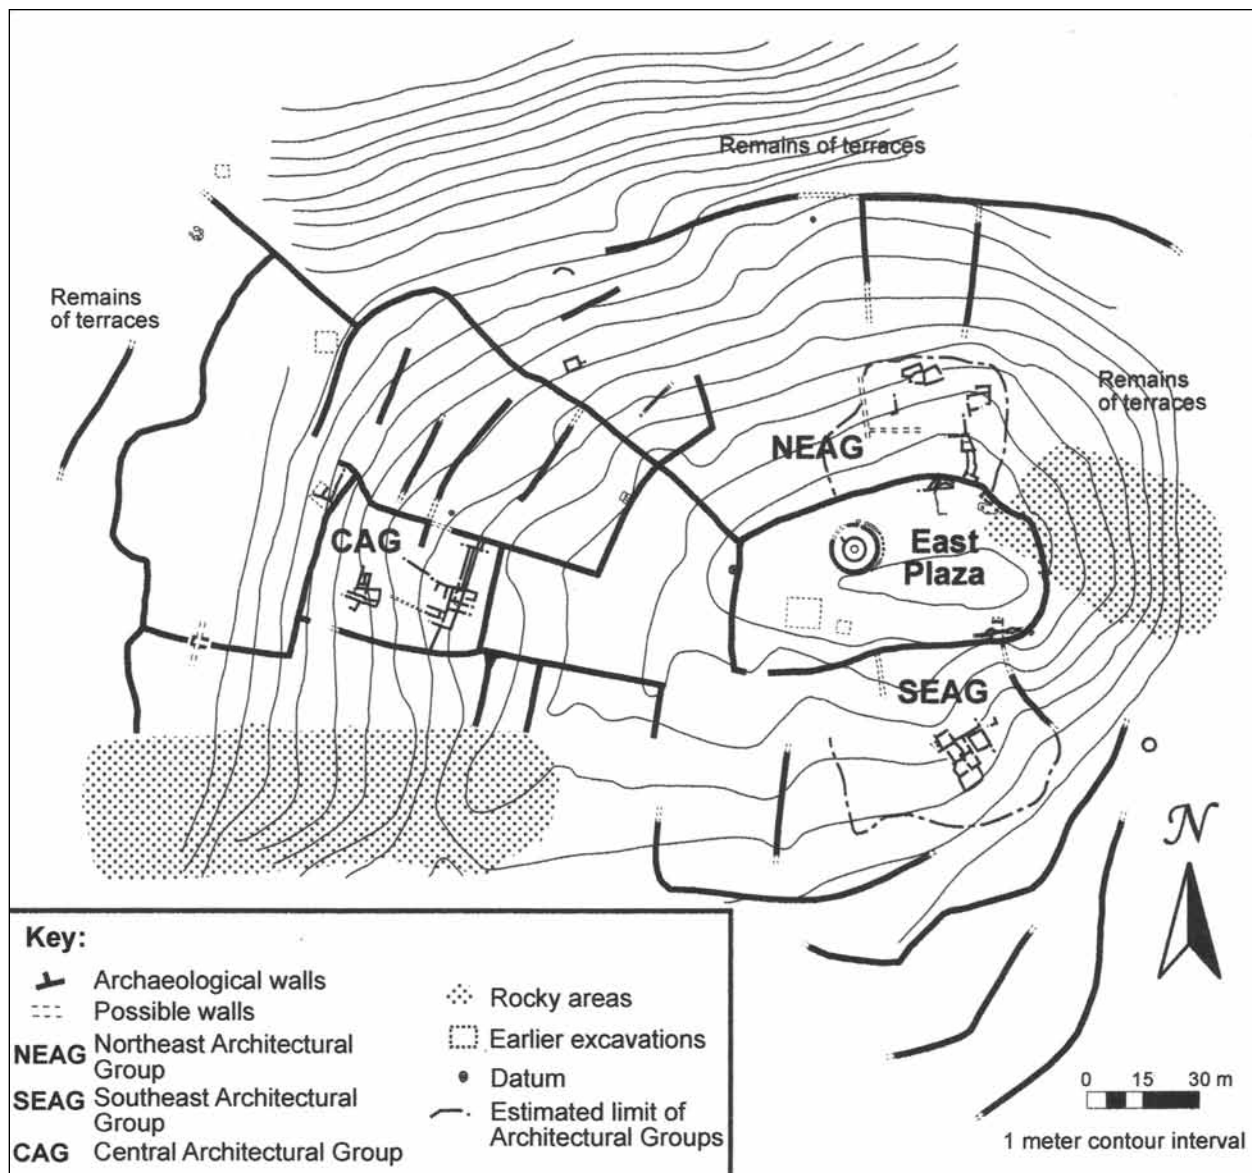 Remains of terraces
Remains
of terraces
Remains
of terraces
NEAG
CAG
East
Plaza
SEAG
N
Key:
Archaeological walls
Possible walls
NEAG Northeast Architectural
Group
SEAG Southeast Architectural
Group
CAG Central Architectural Group
Rocky areas
Earlier excavations
Datum
Estimated limit of
Architectural Groups
0 15 30 m
1 meter contour interval